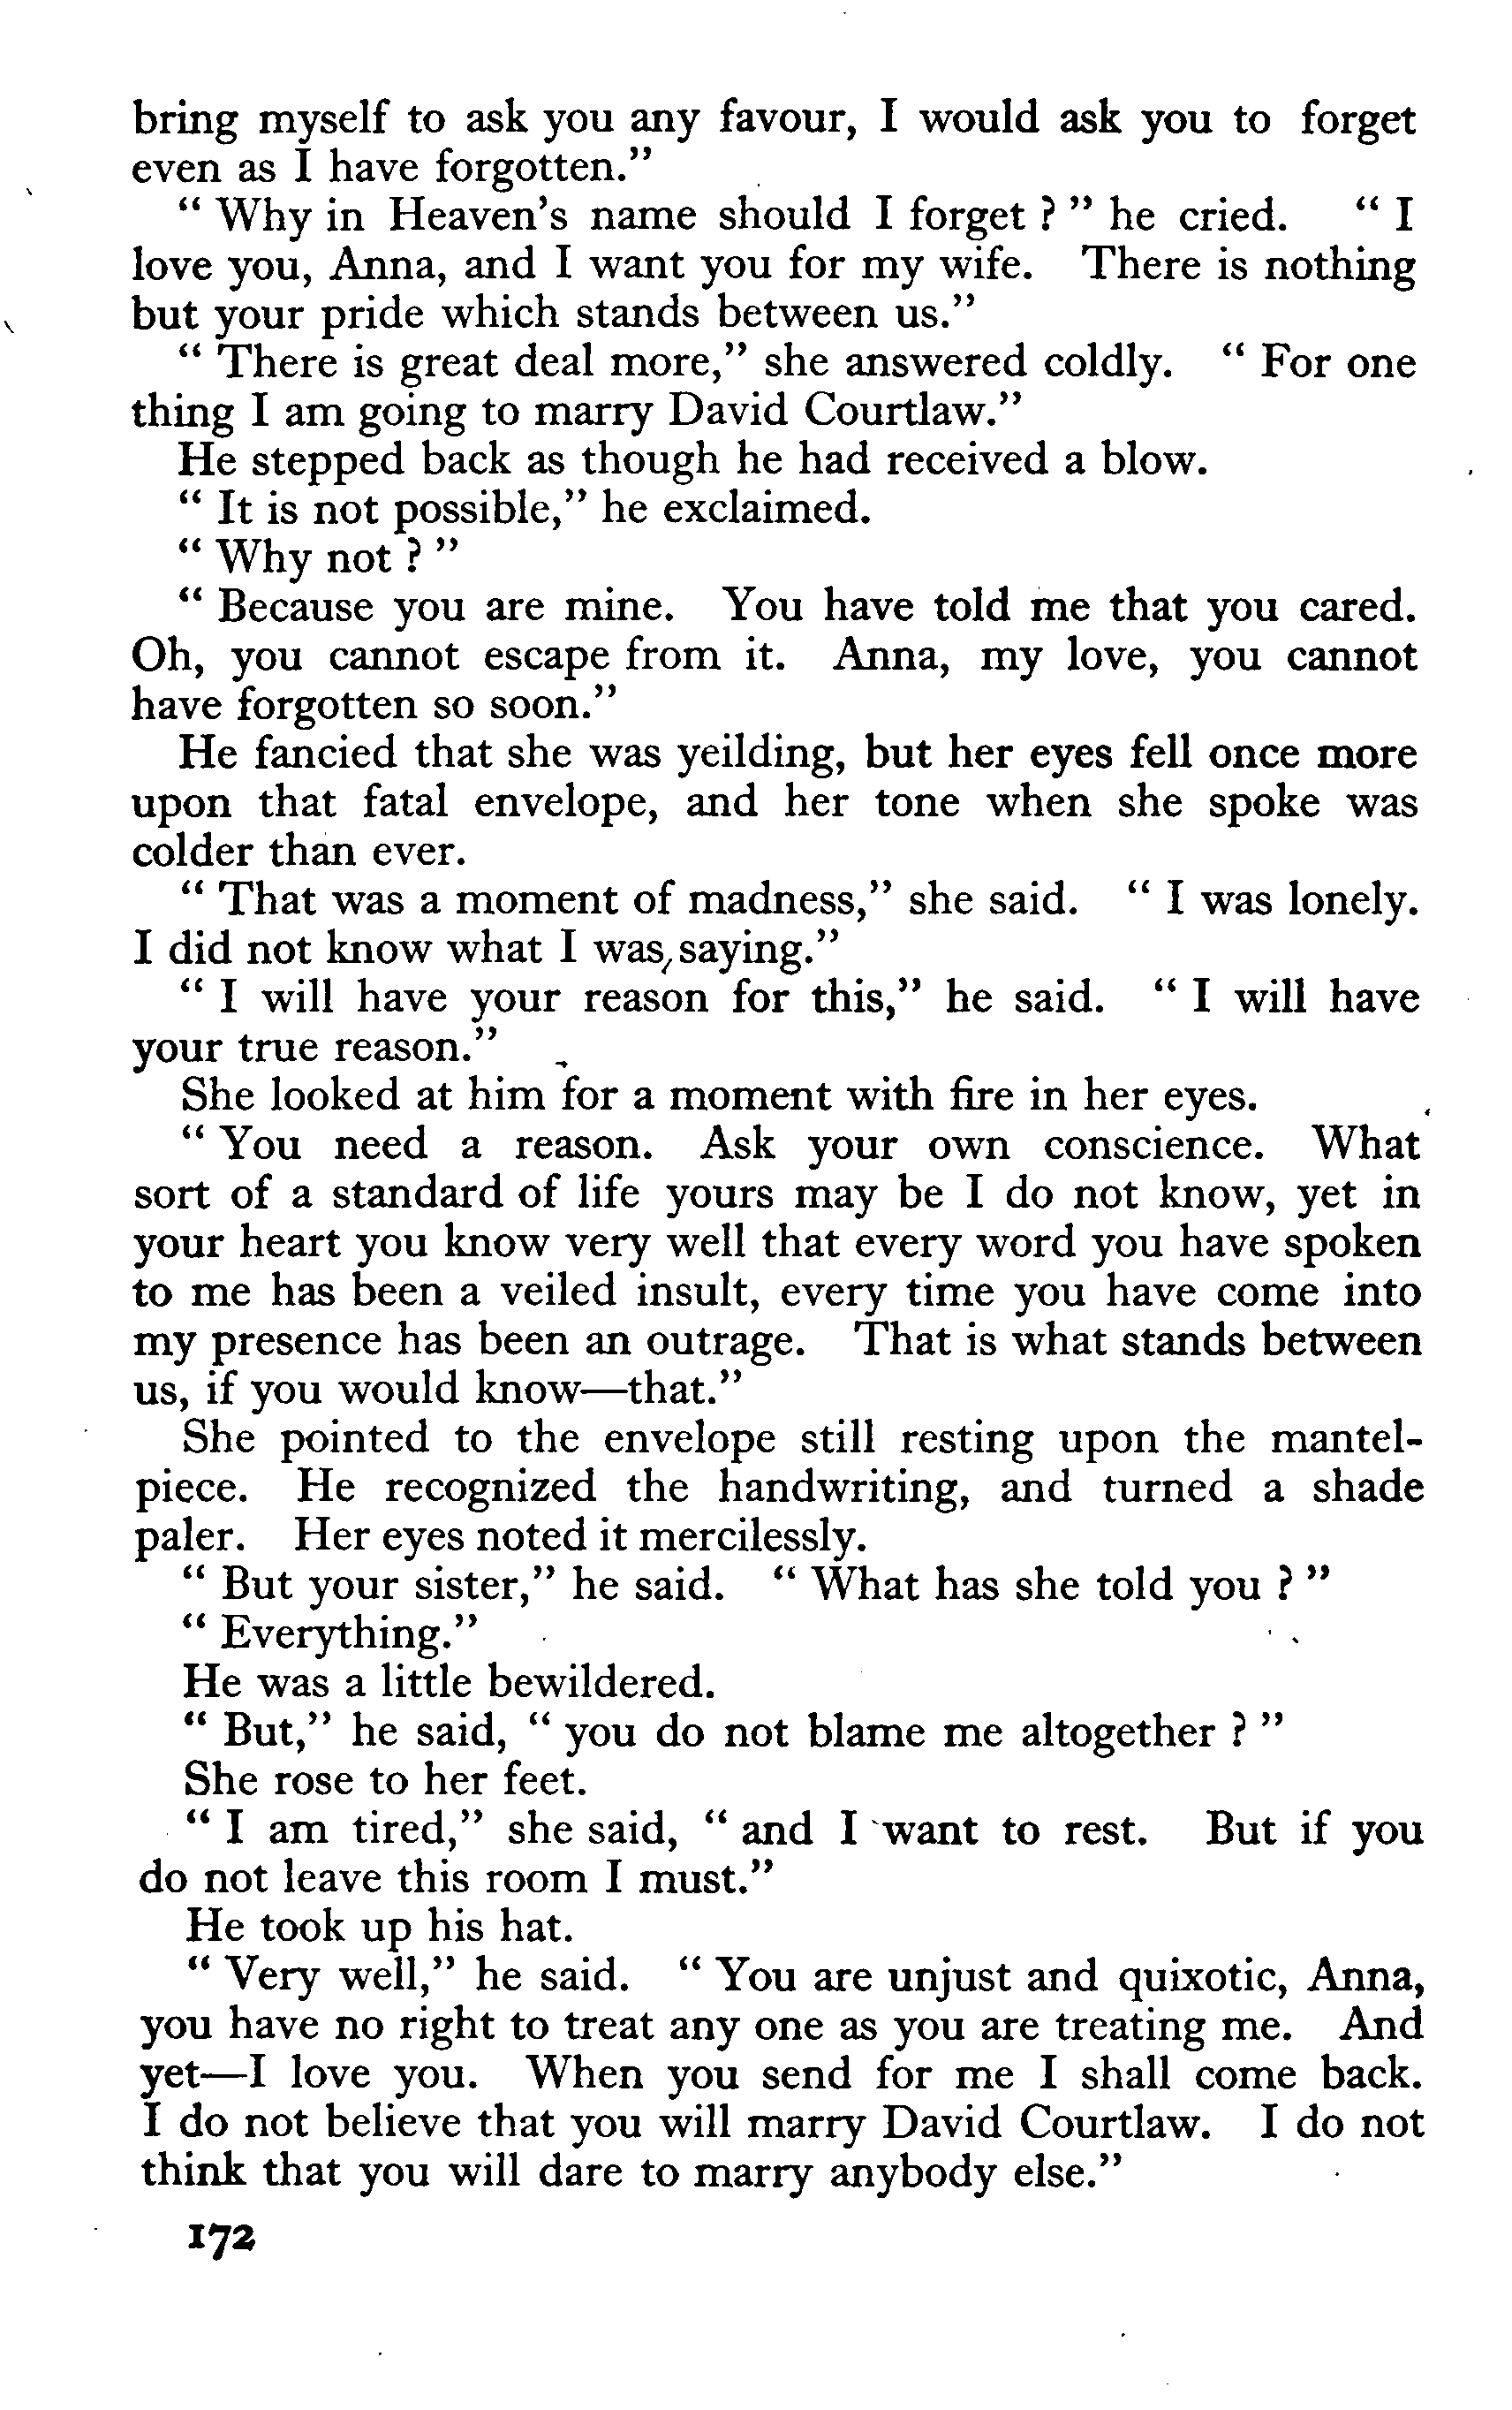 bring myself to ask you any favour, I would ask you to forget
even as I have forgotten."
" Why in Heaven's name should I forget ? " he cried. " I
love you, Anna, and I want you for my wife. There is nothing
but your pride which stands between us."
" There is great deal more," she answered coldly. " For one
thing I am going to marry David Courtlaw."
He stepped back as though he had received a blow.
" It is not possible," he exclaimed.
" Why not ? "
" Because you are mine. You have told me that you cared.
Oh, you cannot escape from it. Anna, my love, you cannot
have forgotten so soon."
He fancied that she was yeilding, but her eyes fell once more
upon that fatal envelope, and her tone when she spoke was
colder than ever.
" That was a moment of madness," she said. " I was lonely.
I did not know what I was saying."
" I will have your reason for this," he said. " I will have
your true reason."
She looked at him for a moment with fire in her eyes.
" You need a reason. Ask your own conscience. What
sort of a standard of life yours may be I do not know, yet in
your heart you know very well that every word you have spoken
to me has been a veiled insult, every time you have come into
my presence has been an outrage. That is what stands between
us, if you would know—that."
She pointed to the envelope still resting upon the mantel-
piece. He recognized the handwriting, and turned a shade
paler. Her eyes noted it mercilessly.
" But your sister," he said. " What has she told you ? "
" Everything."
He was a little bewildered.
" But," he said, " you do not blame me altogether ? "
She rose to her feet.
" I am tired," she said, " and I want to rest. But if you
do not leave this room I must."
He took up his hat.
" Very well," he said. " You are unjust and quixotic, Anna,
you have no right to treat any one as you are treating me. And
yet—I love you. When you send for me I shall come back.
I do not believe that you will marry David Courtlaw. I do not
think that you will dare to marry anybody else."
172